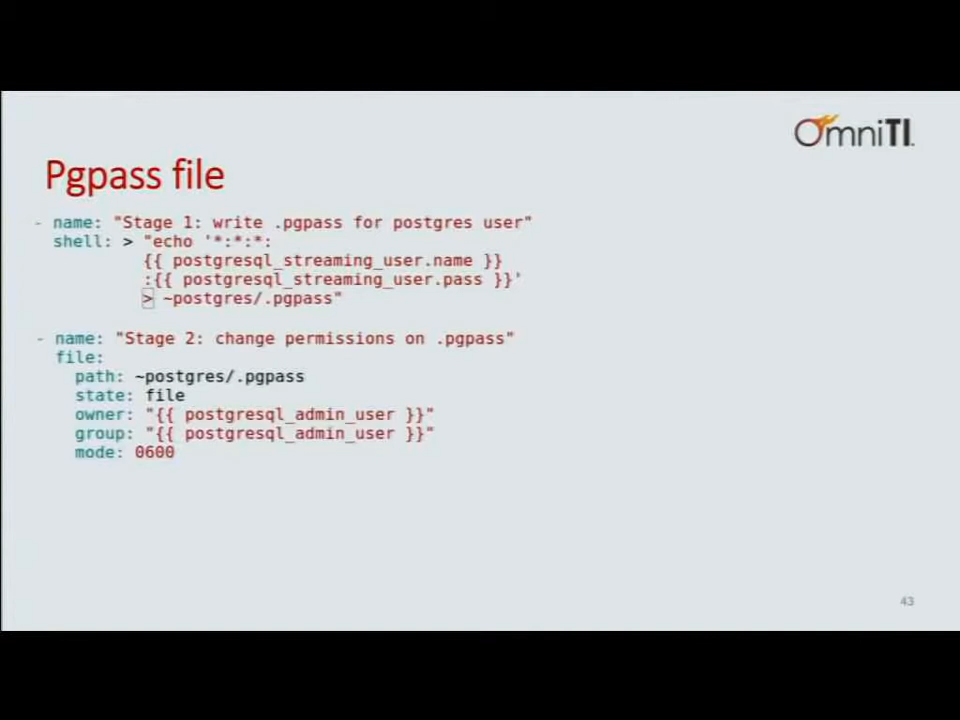 OmniTI
Pgpass file
- name: "Stage 1: write .pgpass for postgres user"
shell: > "echo '*:*:*:
{{ postgresql_streaming_user.name }}
:{{ postgresql_streaming_user.pass }}'
> ~postgres/.pgpass"
- name: "Stage 2: change permissions on .pgpass"
file:
path: ~postgres/.pgpass
state: file
owner: "{{ postgresql_admin_user }}"
group: "{{ postgresql_admin_user }}"
mode: 0600
43